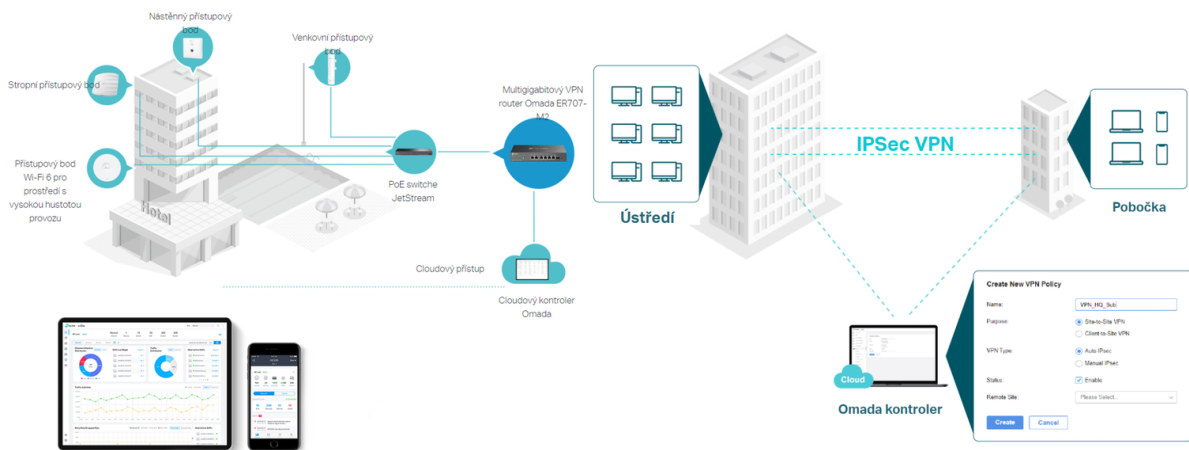 Nástěnný přístupový
bod
Venkovní přístupový
bod
Stropní přístupový bod
Multigigabitový VPN
router Omada ER707-
M2
Přístupový bod
Wi-Fi 6 pro
prostředí s
vysokou hustotou
provozu
PoE switche
JetStream
Hotel
Cloudový přístup
Cloudový kontroler
Omada
IPSec VPN
Ústředí
Pobočka
Cloud
Omada kontroler
Create New VPN Policy
Name:
VPN_HQ_Sub
Purpose:
Site-to-Site VPN
Client-to-Site VPN
VPN Type:
Auto IPsec
Manual IPsec
Status:
Enable
Remote Site:
Please Select...
Create
Cancel